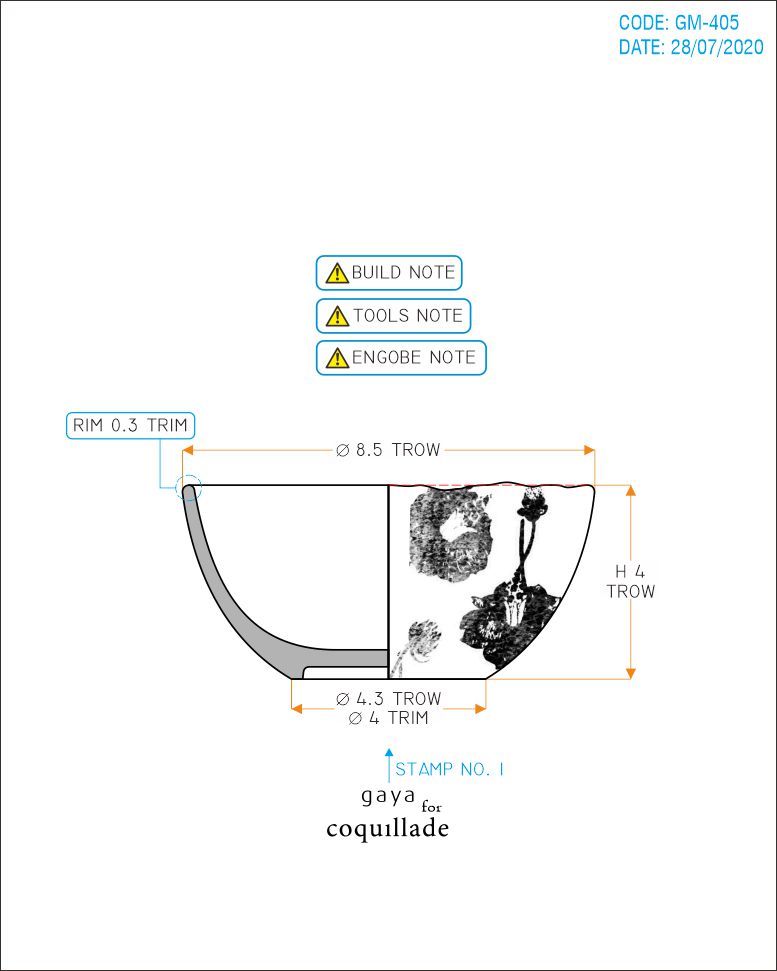 CODE: GM-405
DATE: 28/07/2020
BUILD NOTE
TOOLS NOTE
ENGOBE NOTE
RIM 0.3 TRIM
Ø 8.5 TROW
H 4
TROW
Ø 4.3 TROW
Ø 4 TRIM
STAMP NO. 1
gaya
for
coquillade